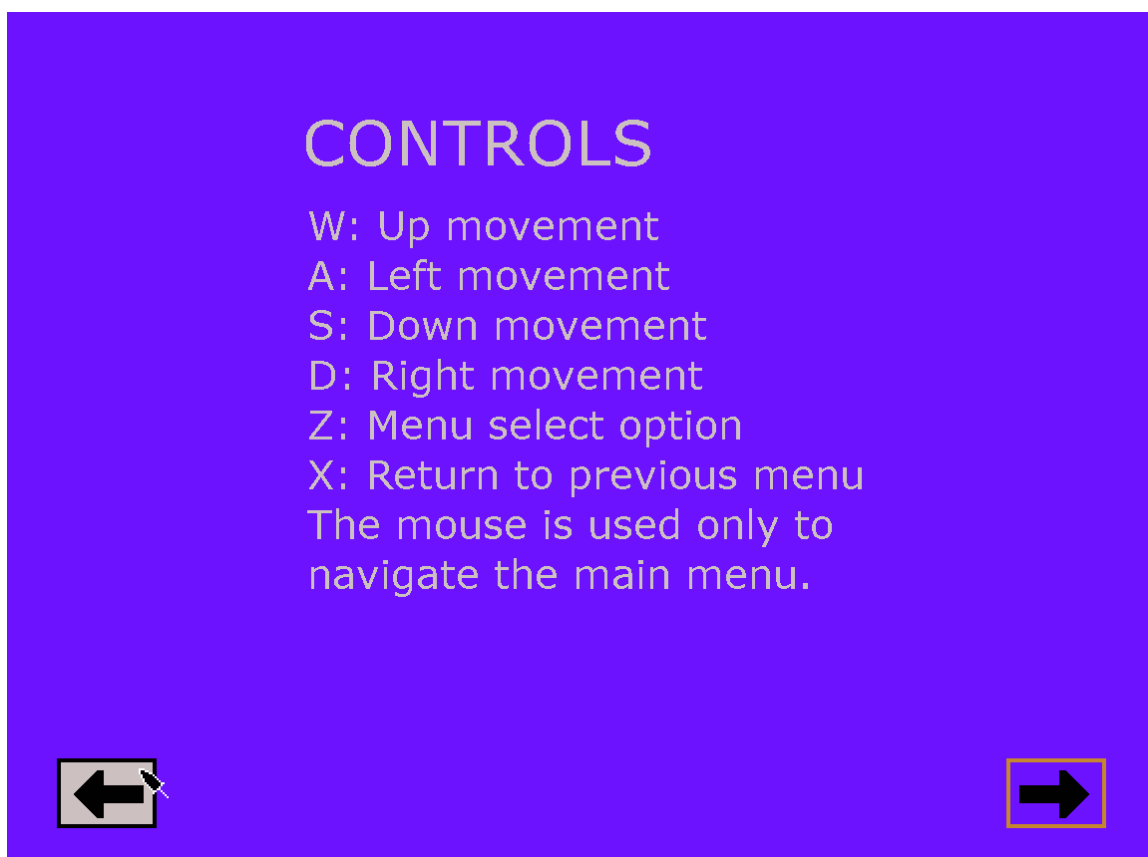 CONTROLS
W: Up movement
A: Left movement
S: Down movement
D: Right movement
Z: Menu select option
X: Return to previous menu
The mouse is used only to
navigate the main menu.